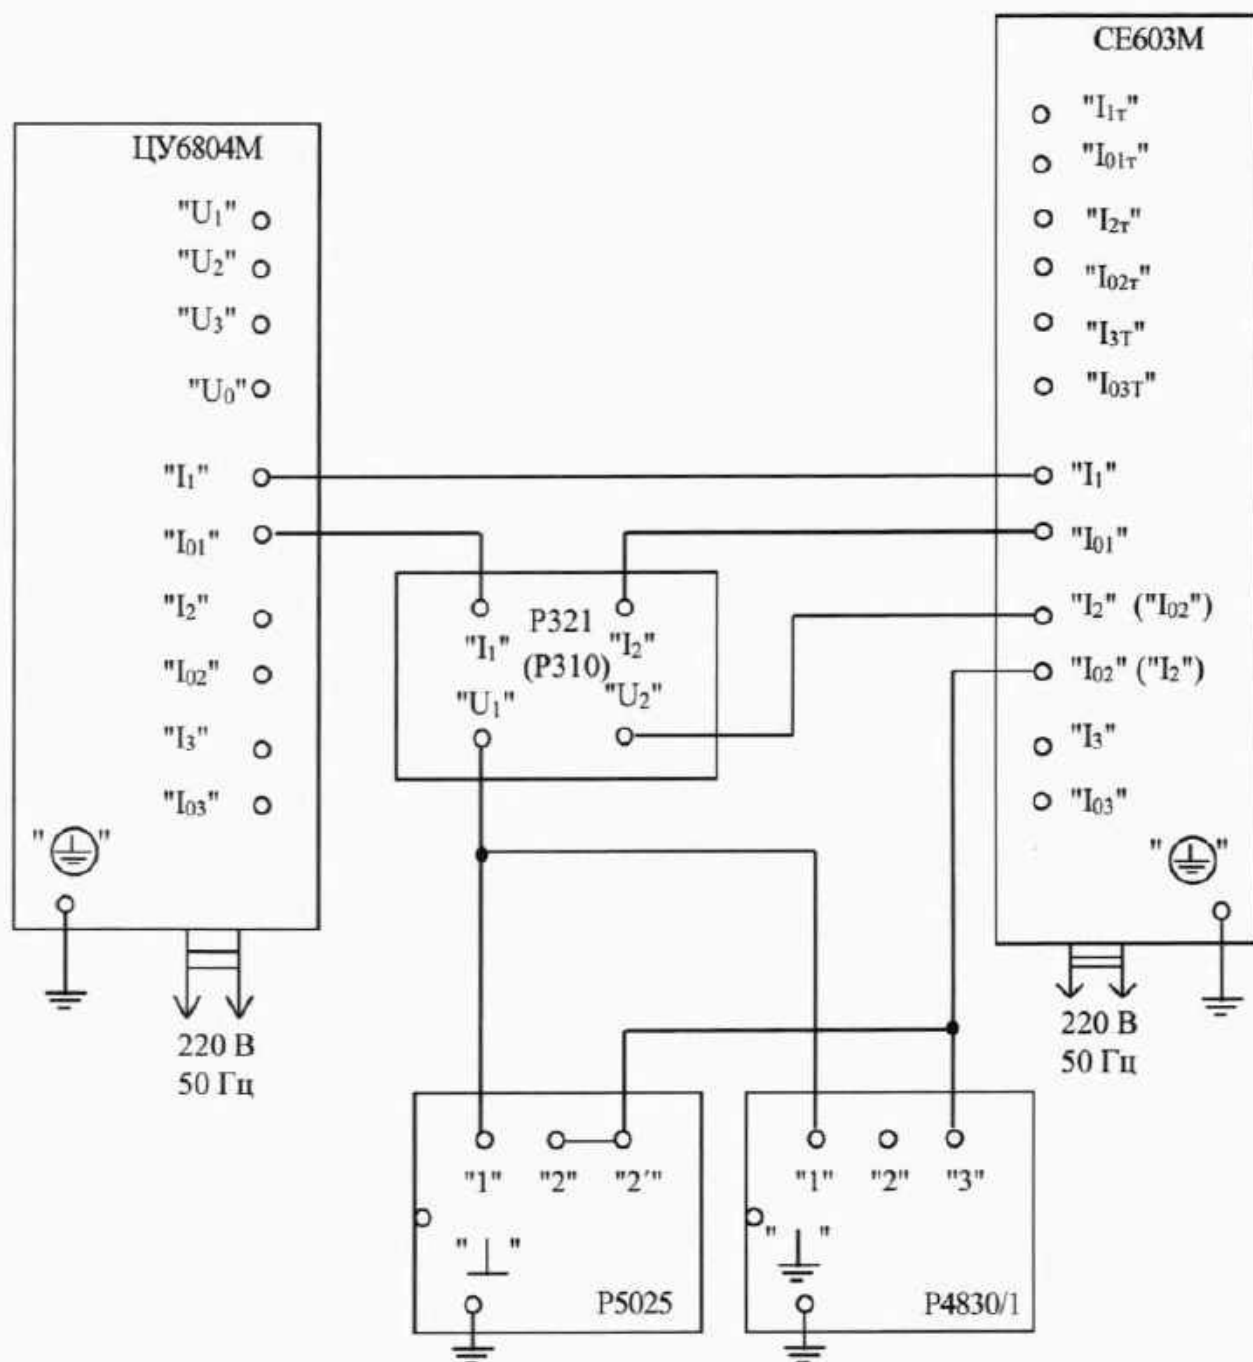 ЦУ6804М
"U₁"
"U₂"
"U₃"
"U₀"
"I₁"
"I₀₁"
"I₂"
"I₀₂"
"I₃"
"I₀₃"
" "
220 В
50 Гц
СЕ603М
"I₁т"
"I₀₁т"
"I₂т"
"I₀₂т"
"I₃Т"
"I₀₃Т"
"I₁"
"I₀₁"
"I₂" ("I₀₂")
"I₀₂" ("I₂")
"I₃"
"I₀₃"
" "
220 В
50 Гц
Р321
"I₁" "I₂"
(Р310)
"U₁" "U₂"
"1" "2" "2′"
" "
Р5025
"1" "2" "3"
" "
Р4830/1